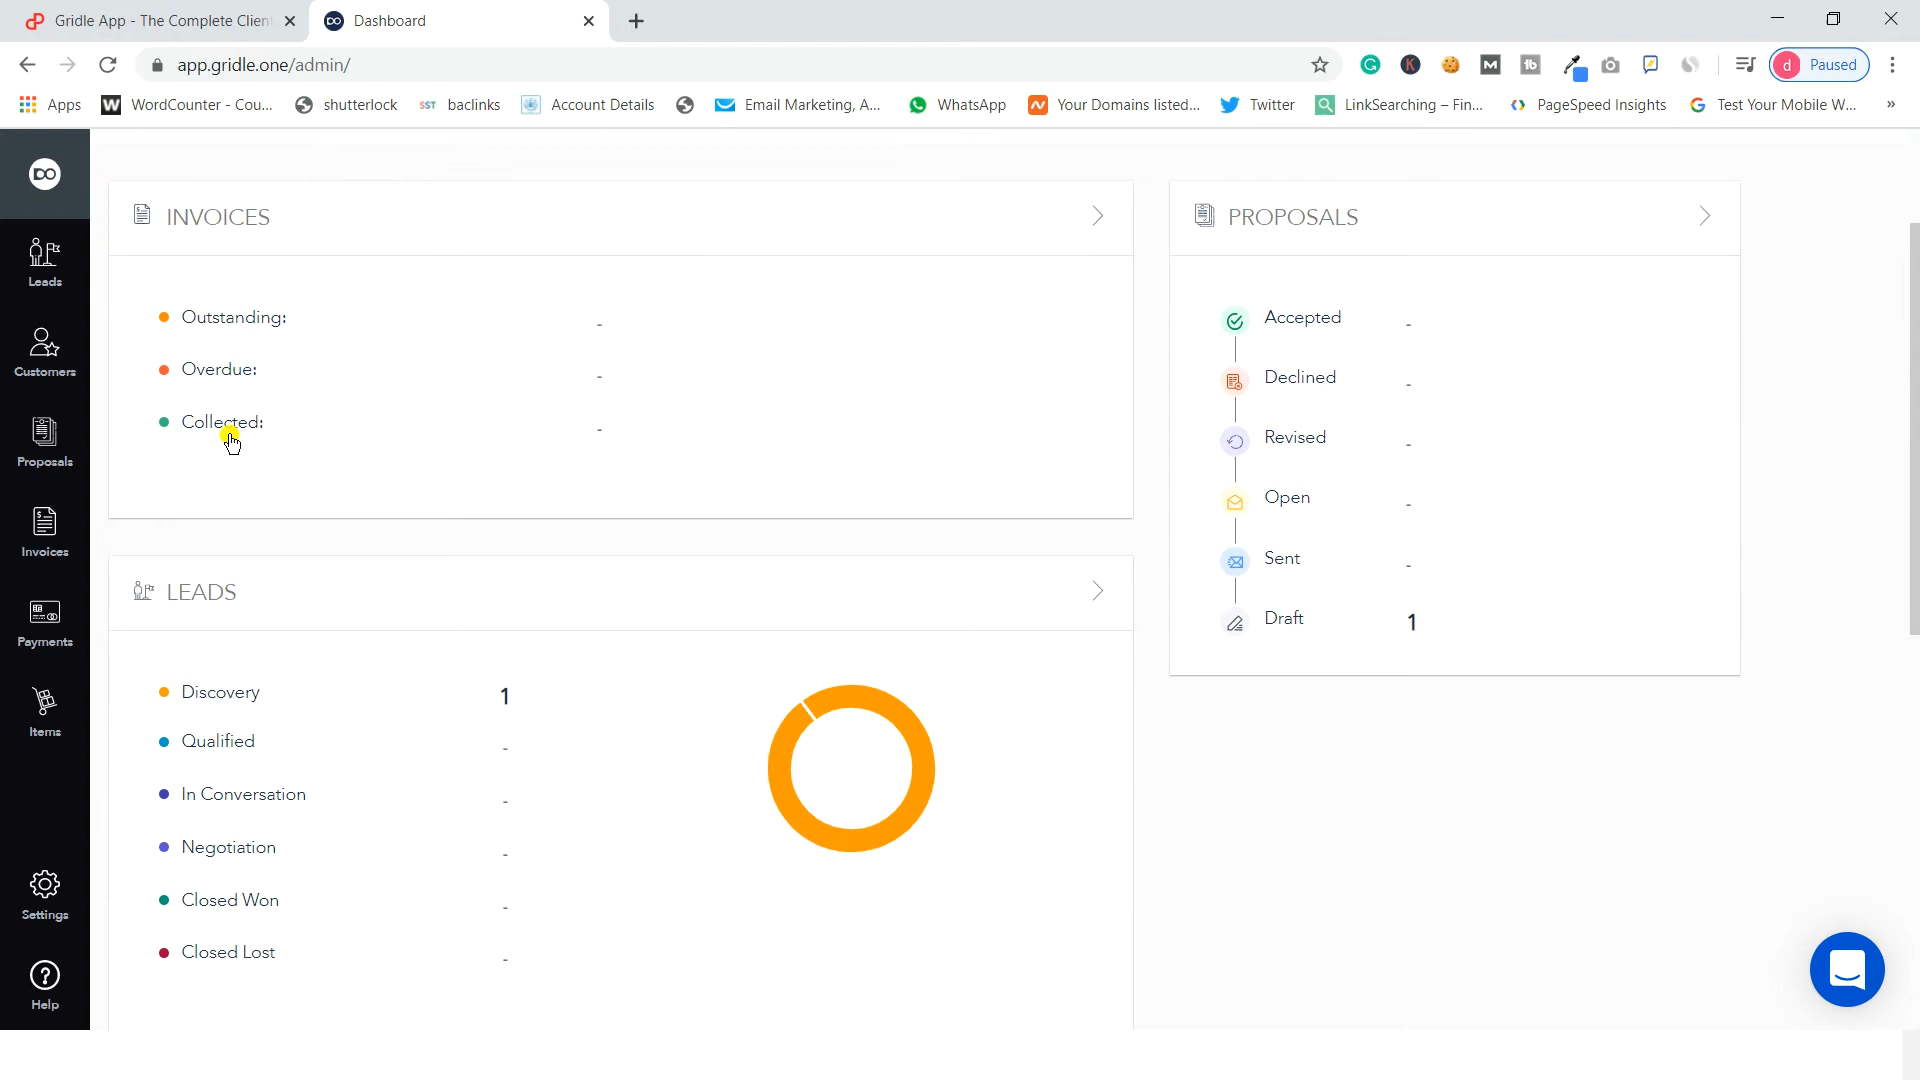 Gridle App - The Complete Clien
Dashboard
app.gridle.one/admin/
d Paused
Apps
WordCounter - Cou...
shutterlock
SST baclinks
Account Details
Email Marketing, A...
WhatsApp
Your Domains listed...
Twitter
LinkSearching – Fin...
PageSpeed Insights
Test Your Mobile W...
»
Leads
Customers
Proposals
Invoices
Payments
Items
Settings
Help
INVOICES
Outstanding: -
Overdue: -
Collected: -
LEADS
Discovery 1
Qualified -
In Conversation -
Negotiation -
Closed Won -
Closed Lost -
PROPOSALS
Accepted -
Declined -
Revised -
Open -
Sent -
Draft 1